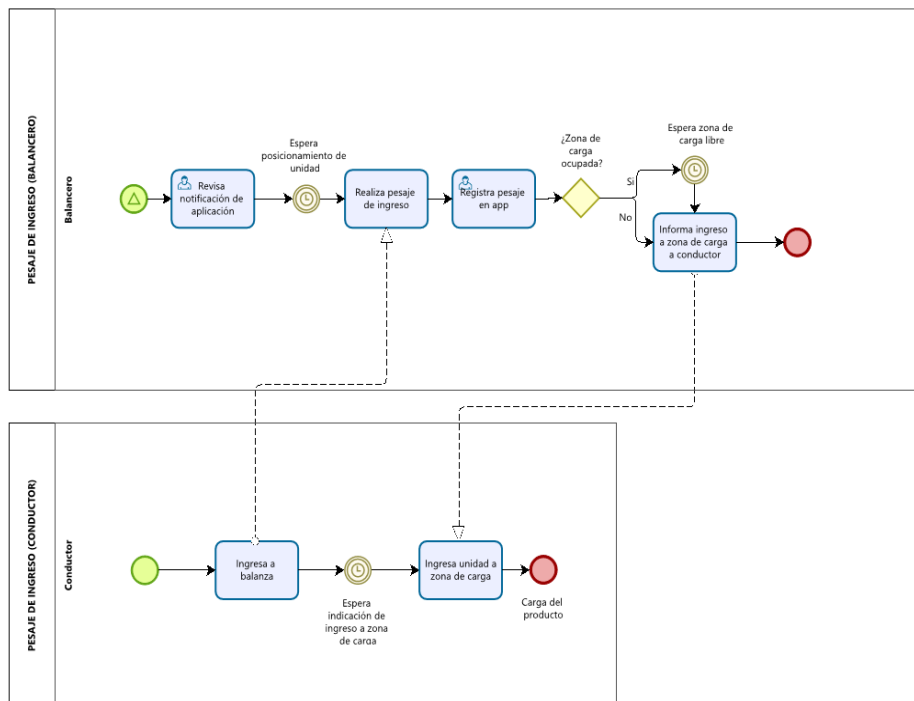 PESAJE DE INGRESO (BALANCERO)
Balancero
Revisa
notificación de
aplicación
Espera
posicionamiento de
unidad
Realiza pesaje
de ingreso
Registra pesaje
en app
¿Zona de
carga
ocupada?
Sí
No
Espera zona de
carga libre
Informa ingreso
a zona de carga
a conductor
PESAJE DE INGRESO (CONDUCTOR)
Conductor
Ingresa a
balanza
Espera
indicación de
ingreso a zona
de carga
Ingresa unidad a
zona de carga
Carga del
producto